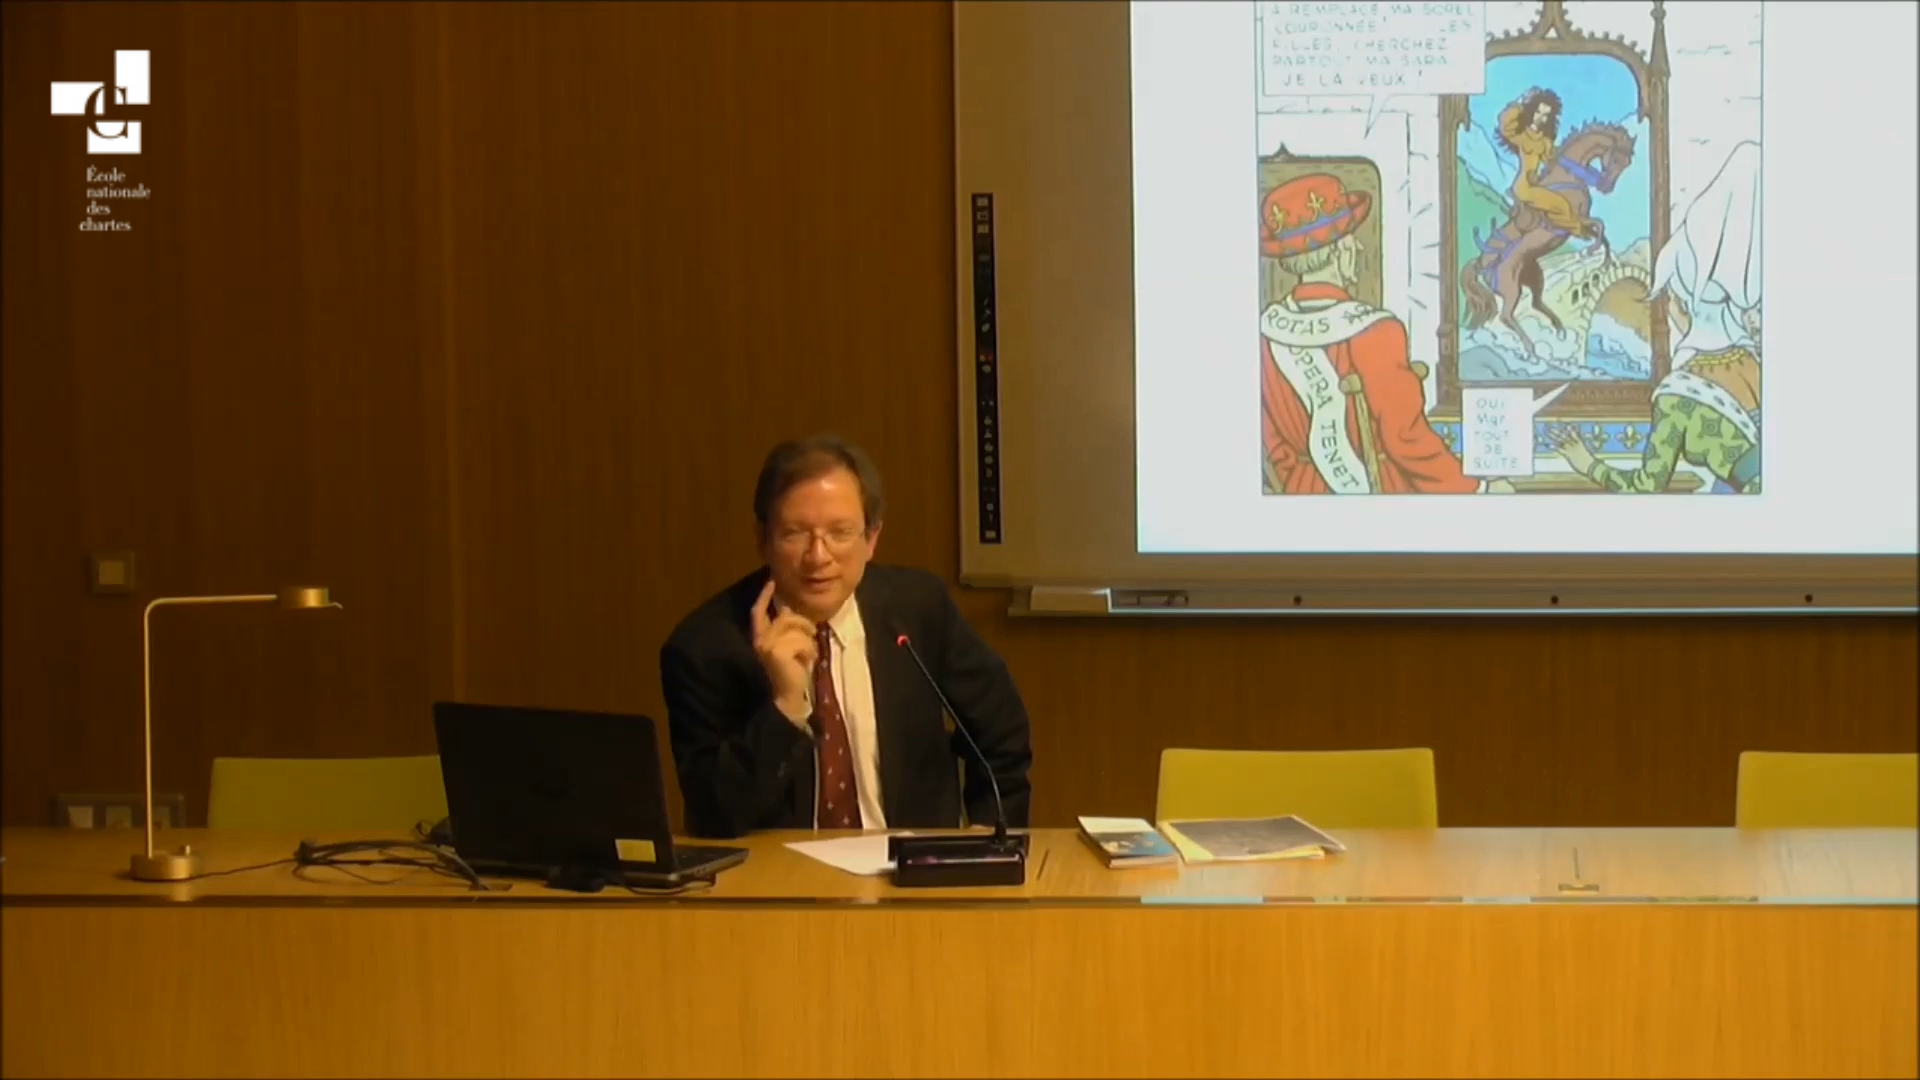 École
nationale
des
chartes
A REMPLACÉ MA SOREL
COURONNÉE! LES
FILLES, CHERCHEZ
PARTOUT MA SARA
JE LA VEUX!
ROTAS
OPERA TENET
OUI
Mgr
TOUT
DE
SUITE